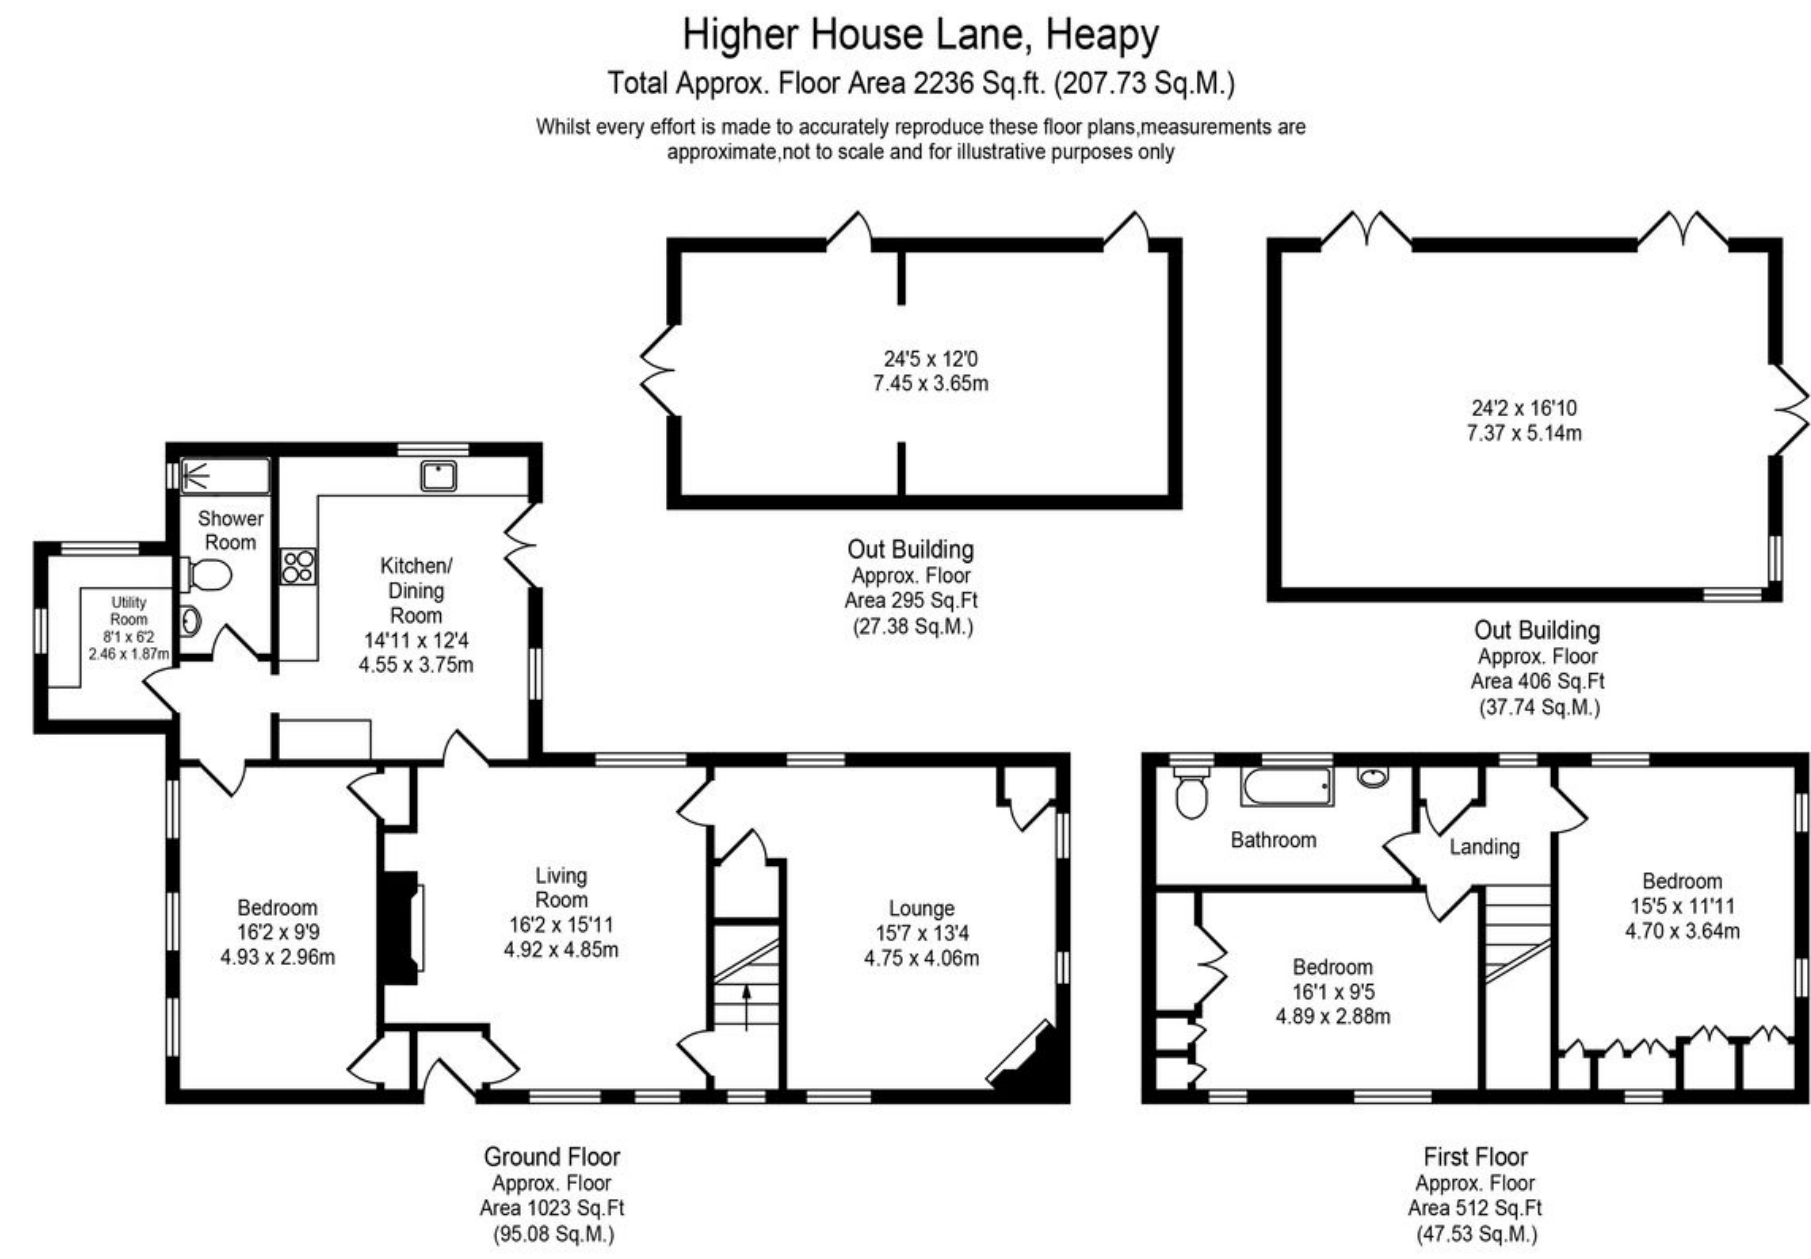 Higher House Lane, Heapy
Total Approx. Floor Area 2236 Sq.ft. (207.73 Sq.M.)
Whilst every effort is made to accurately reproduce these floor plans,measurements are
approximate,not to scale and for illustrative purposes only
24'5 x 12'0
7.45 x 3.65m
Out Building
Approx. Floor
Area 295 Sq.Ft
(27.38 Sq.M.)
24'2 x 16'10
7.37 x 5.14m
Out Building
Approx. Floor
Area 406 Sq.Ft
(37.74 Sq.M.)
Shower
Room
Kitchen/
Dining
Room
14'11 x 12'4
4.55 x 3.75m
Utility
Room
8'1 x 6'2
2.46 x 1.87m
Bedroom
16'2 x 9'9
4.93 x 2.96m
Living
Room
16'2 x 15'11
4.92 x 4.85m
Lounge
15'7 x 13'4
4.75 x 4.06m
Ground Floor
Approx. Floor
Area 1023 Sq.Ft
(95.08 Sq.M.)
Bathroom
Landing
Bedroom
15'5 x 11'11
4.70 x 3.64m
Bedroom
16'1 x 9'5
4.89 x 2.88m
First Floor
Approx. Floor
Area 512 Sq.Ft
(47.53 Sq.M.)